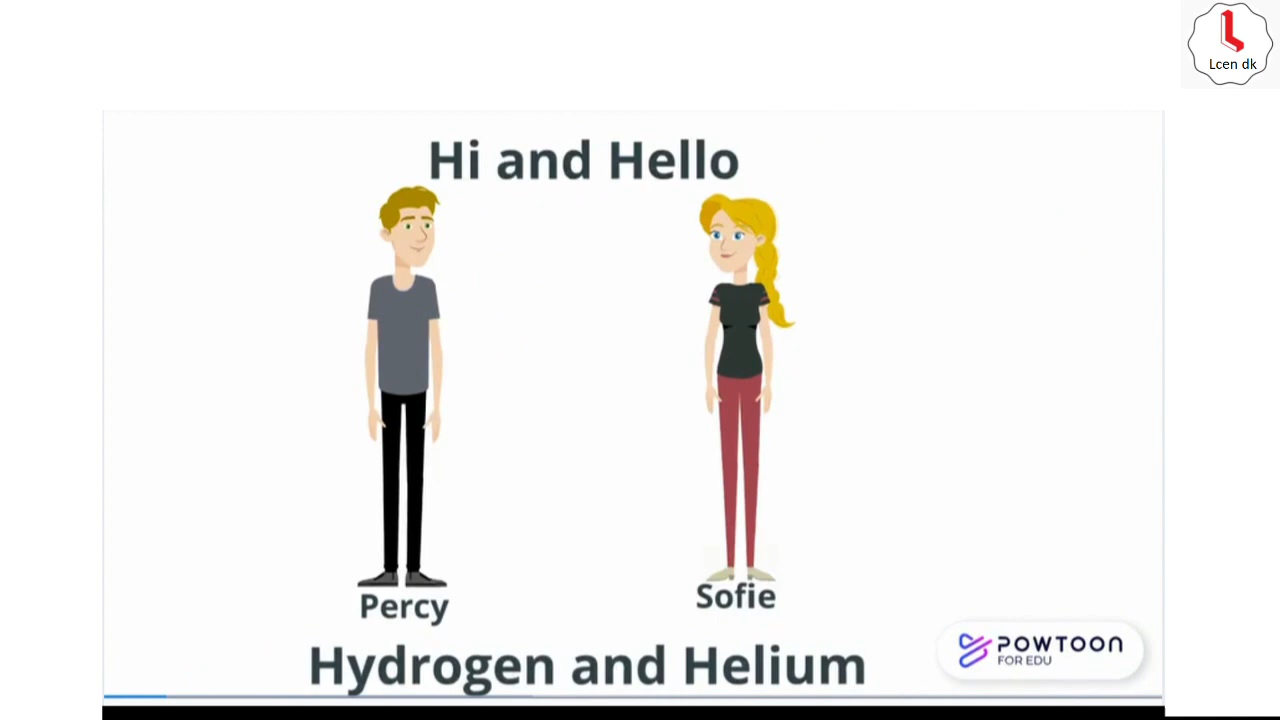 Lcen dk
Hi and Hello
Percy
Sofie
Hydrogen and Helium
POWTOON
FOR EDU